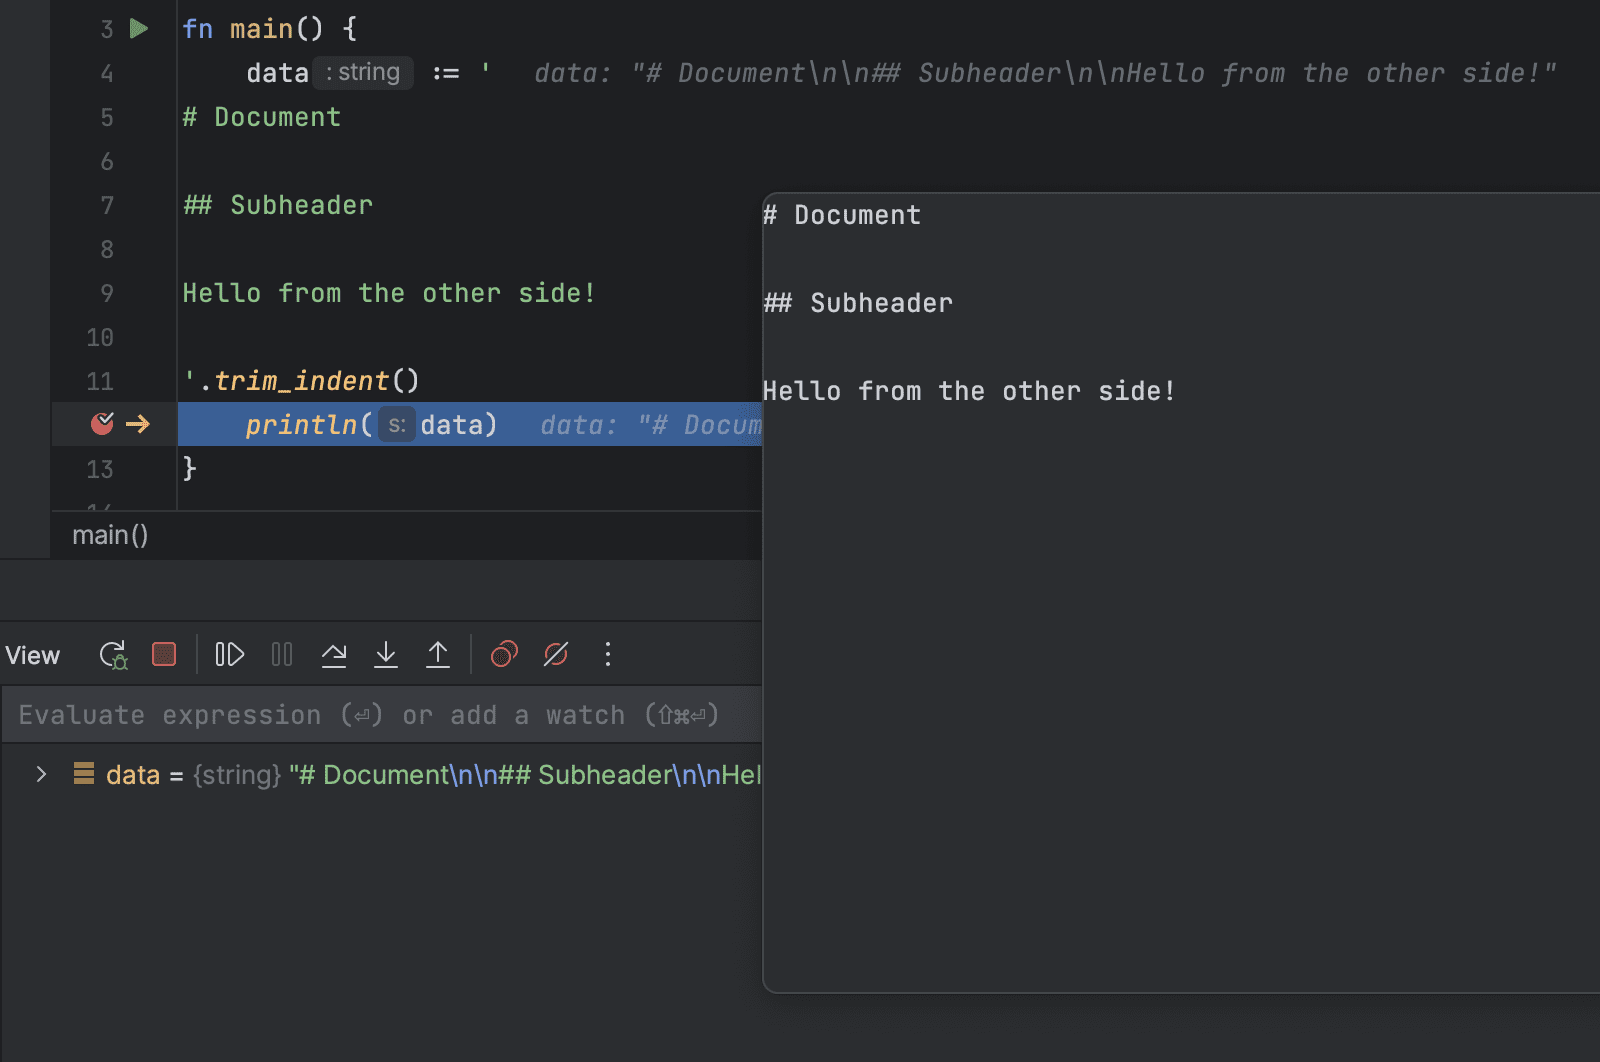 3 fn main() {
4 data : string := ' data: "# Document\n\n## Subheader\n\nHello from the other side!"
5 # Document
6
7 ## Subheader
8
9 Hello from the other side!
10
11 '.trim_indent()
println( s: data) data: "# Docum
13 }
14
main()
# Document
## Subheader
Hello from the other side!
View
Evaluate expression (⏎) or add a watch (⇧⌘⏎)
data = {string} "# Document\n\n## Subheader\n\nHel